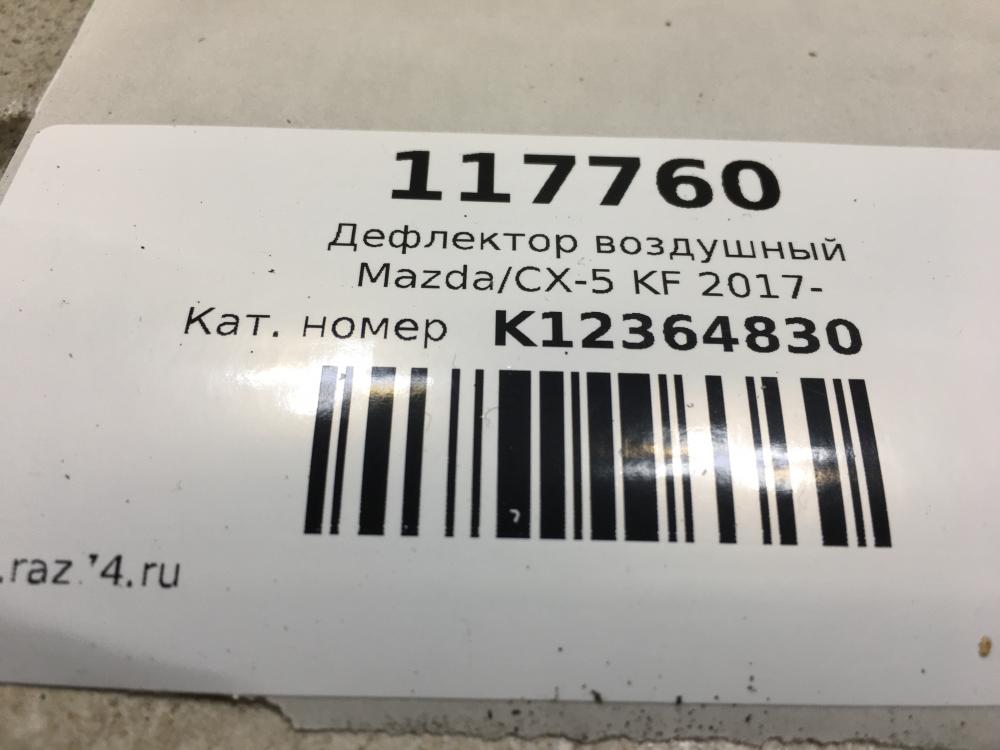 117760
Дефлектор воздушный
Mazda/CX-5 KF 2017-
Кат. номер K12364830